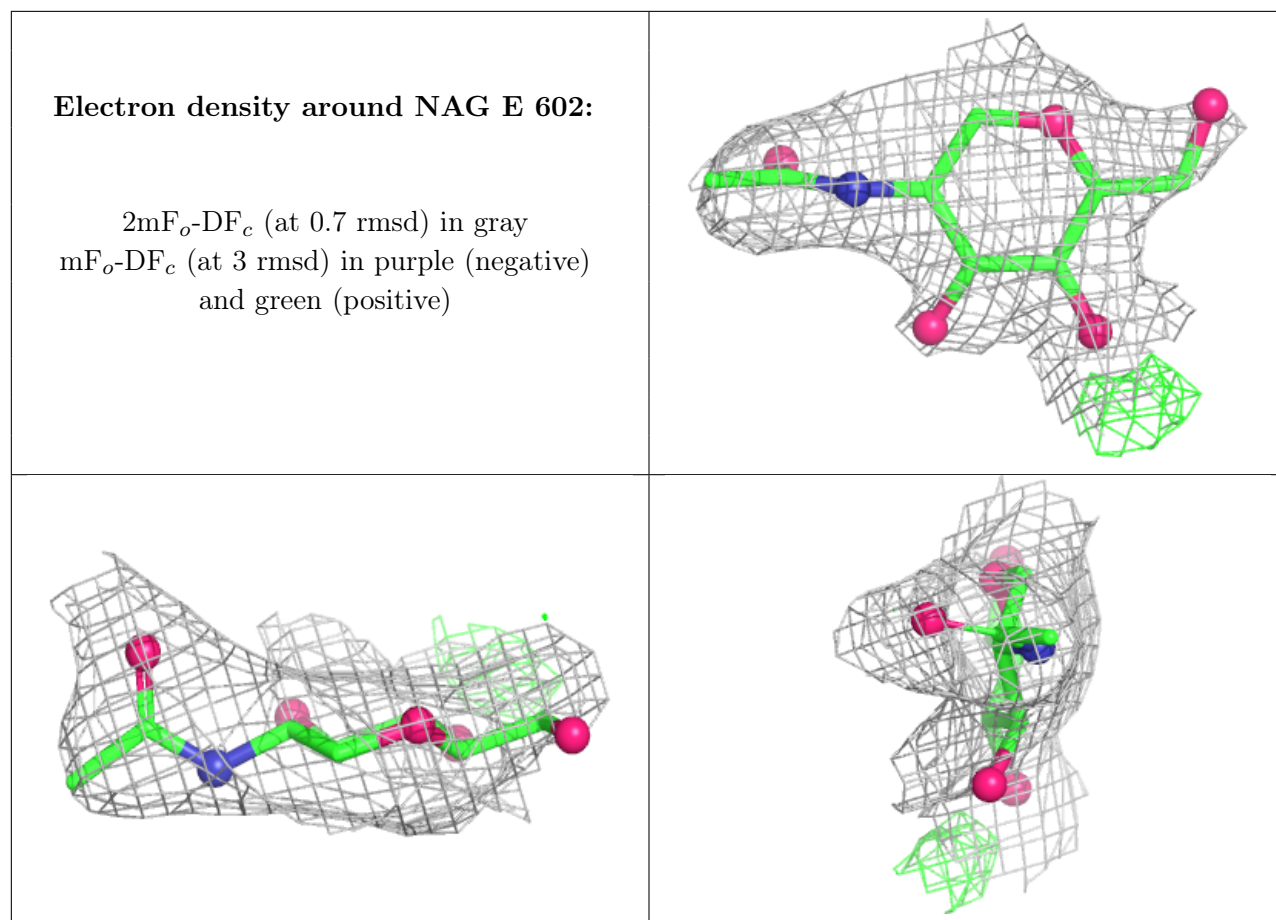 Electron density around NAG E 602:
2mFo-DFc (at 0.7 rmsd) in gray
mFo-DFc (at 3 rmsd) in purple (negative)
and green (positive)